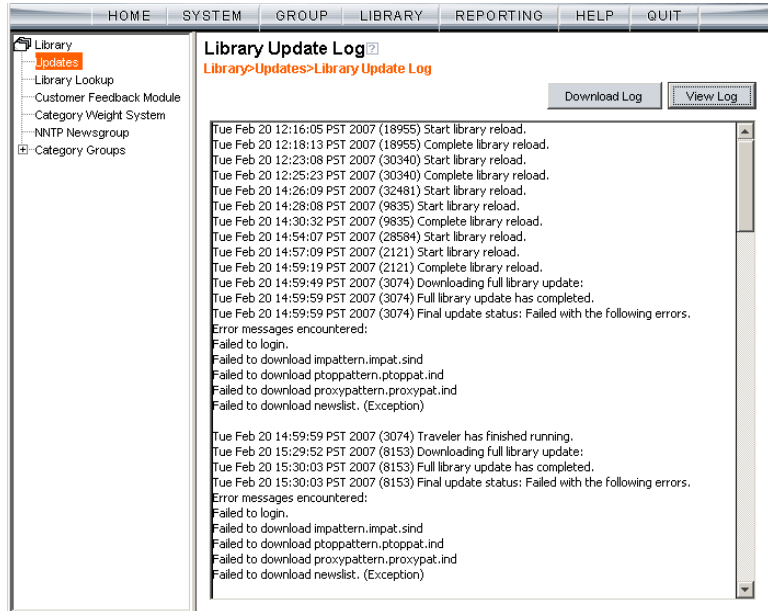 HOME SYSTEM GROUP LIBRARY REPORTING HELP QUIT
Library
Updates
Library Lookup
Customer Feedback Module
Category Weight System
NNTP Newsgroup
Category Groups
Library Update Log
Library>Updates>Library Update Log
Download Log
View Log
Tue Feb 20 12:16:05 PST 2007 (18955) Start library reload.
Tue Feb 20 12:18:13 PST 2007 (18955) Complete library reload.
Tue Feb 20 12:23:08 PST 2007 (30340) Start library reload.
Tue Feb 20 12:25:23 PST 2007 (30340) Complete library reload.
Tue Feb 20 14:26:09 PST 2007 (32481) Start library reload.
Tue Feb 20 14:28:08 PST 2007 (9835) Start library reload.
Tue Feb 20 14:30:32 PST 2007 (9835) Complete library reload.
Tue Feb 20 14:54:07 PST 2007 (28584) Start library reload.
Tue Feb 20 14:57:09 PST 2007 (2121) Start library reload.
Tue Feb 20 14:59:19 PST 2007 (2121) Complete library reload.
Tue Feb 20 14:59:49 PST 2007 (3074) Downloading full library update:
Tue Feb 20 14:59:59 PST 2007 (3074) Full library update has completed.
Tue Feb 20 14:59:59 PST 2007 (3074) Final update status: Failed with the following errors.
Error messages encountered:
Failed to login.
Failed to download impattern.impat.sind
Failed to download ptoppattern.ptoppat.ind
Failed to download proxypattern.proxypat.ind
Failed to download newslist. (Exception)
Tue Feb 20 14:59:59 PST 2007 (3074) Traveler has finished running.
Tue Feb 20 15:29:52 PST 2007 (8153) Downloading full library update:
Tue Feb 20 15:30:03 PST 2007 (8153) Full library update has completed.
Tue Feb 20 15:30:03 PST 2007 (8153) Final update status: Failed with the following errors.
Error messages encountered:
Failed to login.
Failed to download impattern.impat.sind
Failed to download ptoppattern.ptoppat.ind
Failed to download proxypattern.proxypat.ind
Failed to download newslist. (Exception)